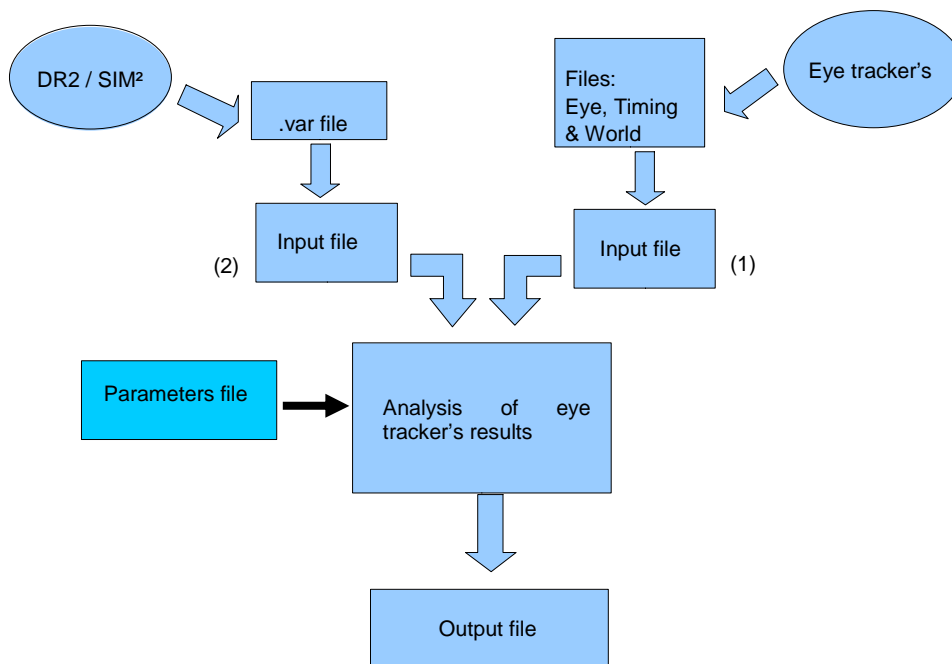 DR2 / SIM²
.var file
Files:
Eye, Timing
& World
Eye tracker's
Input file
(2)
Input file
(1)
Parameters file
Analysis of eye
tracker's results
Output file